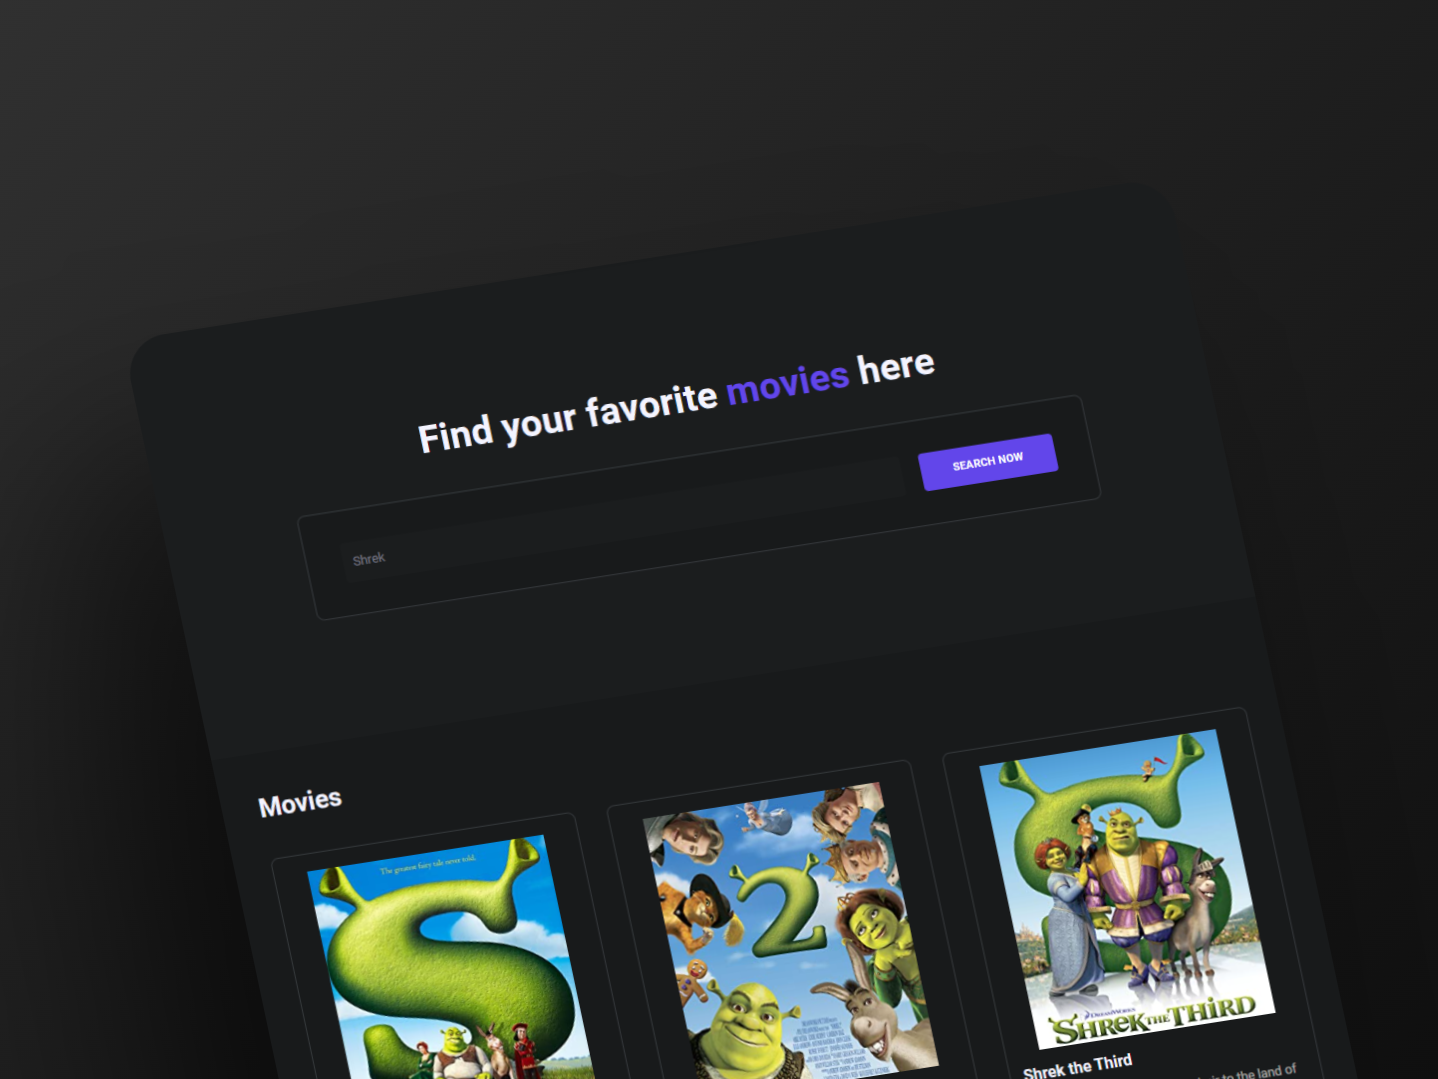 Find your favorite movies here
Shrek
SEARCH NOW
Movies
The greatest fairy tale never told.
2
DREAMWORKS
SHREK THE THIRD
Shrek the Third
to the land of